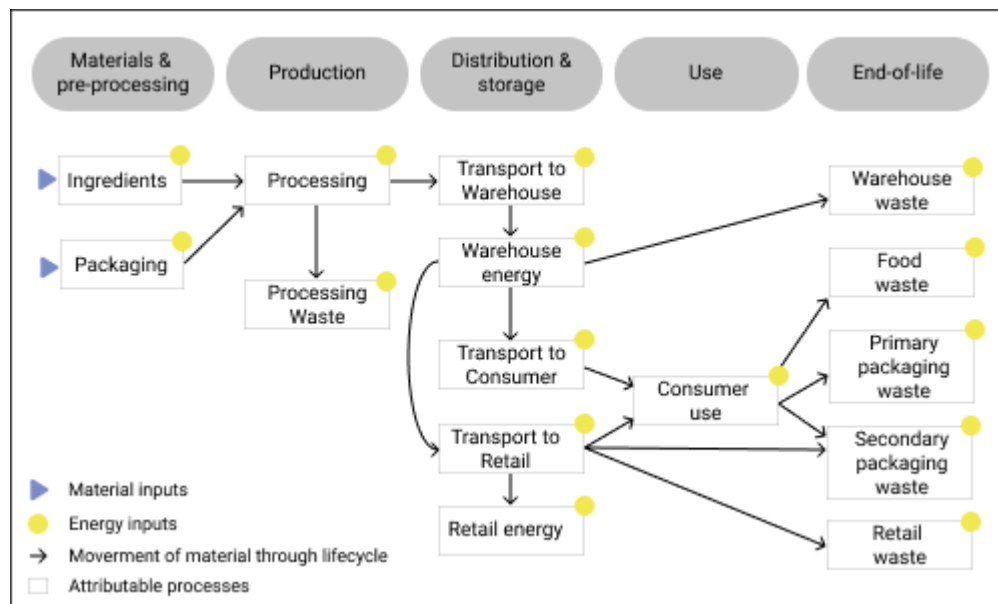 Materials &
pre-processing
Production
Distribution &
storage
Use
End-of-life
Ingredients
Processing
Transport to
Warehouse
Warehouse
waste
Packaging
Processing
Waste
Warehouse
energy
Food
waste
Transport to
Consumer
Consumer
use
Primary
packaging
waste
Transport to
Retail
Secondary
packaging
waste
Retail energy
Retail
waste
Material inputs
Energy inputs
Moverment of material through lifecycle
Attributable processes